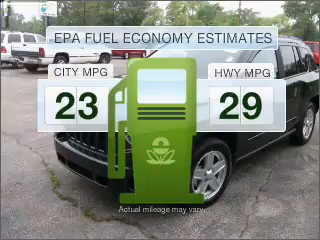 EPA FUEL ECONOMY ESTIMATES
CITY MPG
HWY MPG
23
29
Actual mileage may vary.